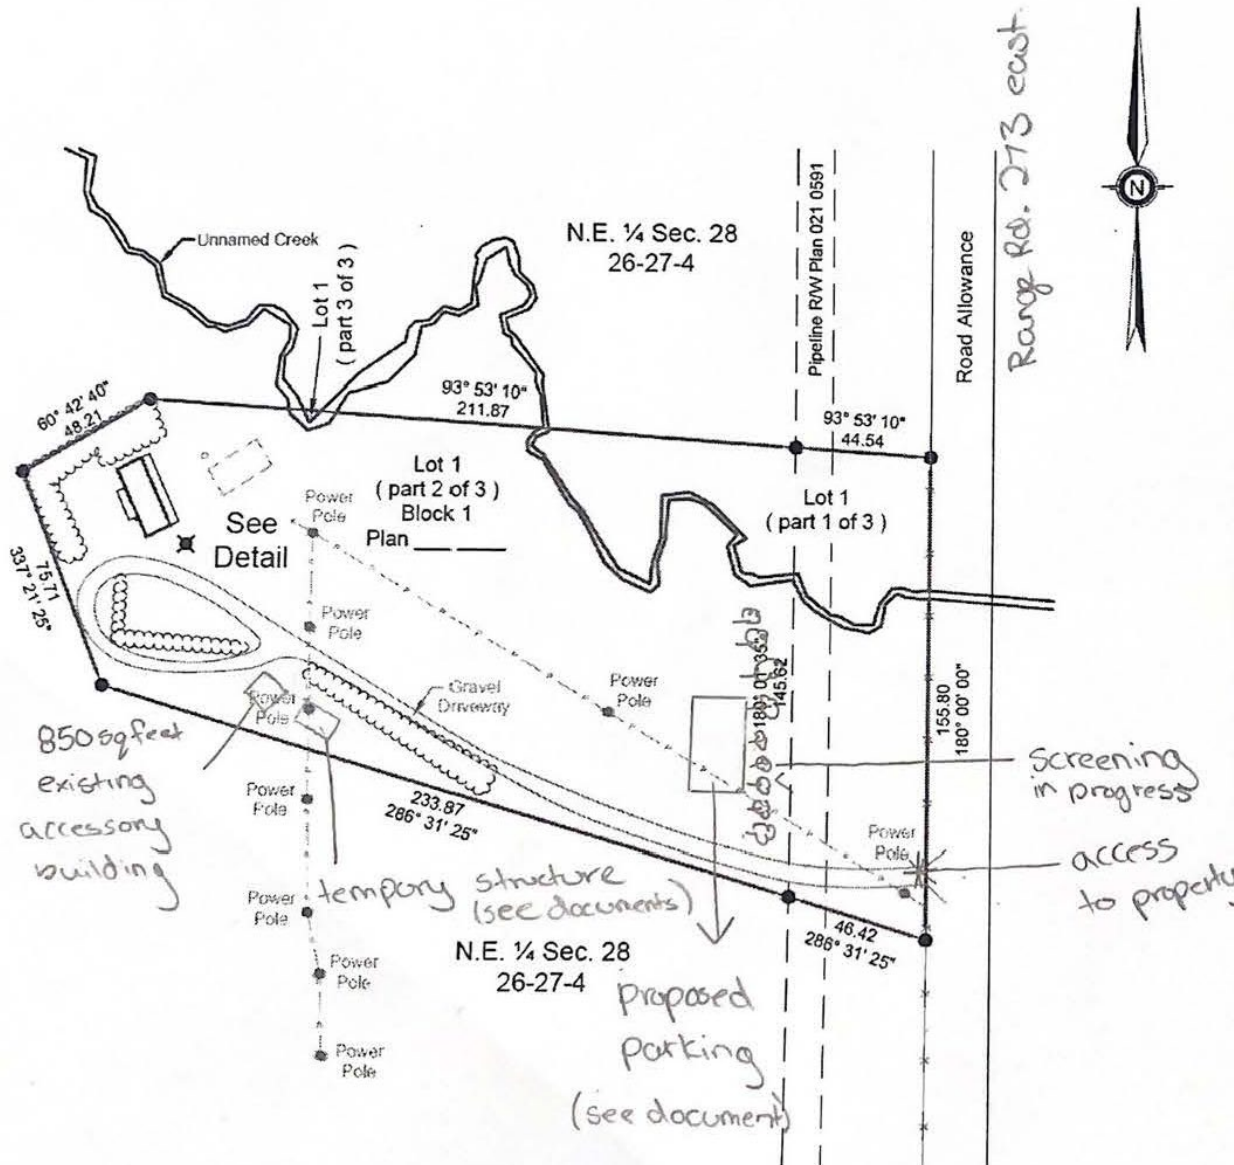 Range Rd. 273 east
N
Pipeline R/W Plan 021 0591
Road Allowance
N.E. ¼ Sec. 28
26-27-4
Unnamed Creek
Lot 1
( part 3 of 3 )
60° 42' 40"
48.21
93° 53' 10"
211.87
93° 53' 10"
44.54
Lot 1
( part 2 of 3 )
Block 1
Plan
Lot 1
( part 1 of 3 )
See
Detail
Power
Pole
75.71
337° 21' 25"
Power
Pole
180° 01' 35"
145.62
155.80
180° 00' 00"
Gravel
Driveway
Power
Pole
Power
Pole
850 sq feet
existing
accessory
building
screening
in progress
Power
Pole
233.87
286° 31' 25"
Power
Pole
access
to property
tempory structure
(see documents)
Power
Pole
46.42
286° 31' 25"
N.E. ¼ Sec. 28
26-27-4
Power
Pole
proposed
parking
(see document)
Power
Pole